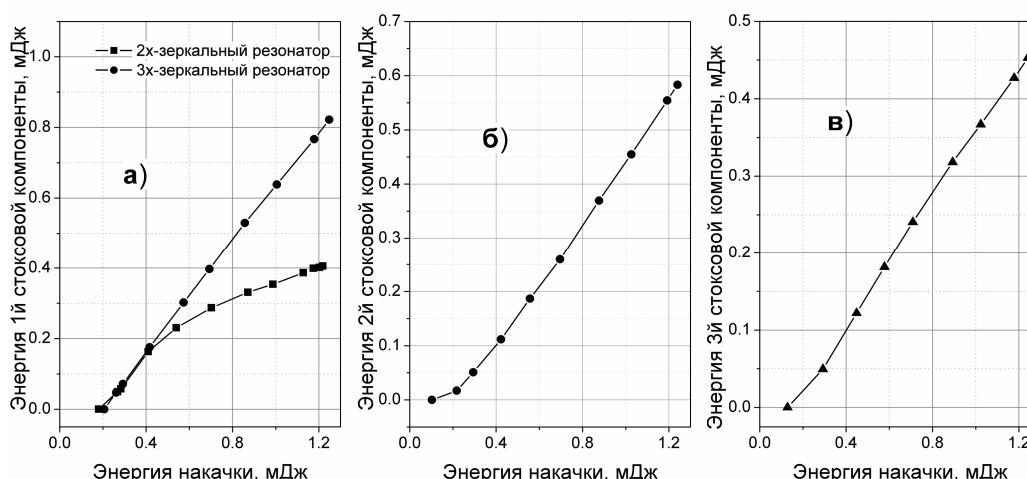 Энергия 1й стоксовой компоненты, мДж
1.0
0.8
0.6
0.4
0.2
0.0
2х-зеркальный резонатор
3х-зеркальный резонатор
а)
0.0 0.4 0.8 1.2
Энергия накачки, мДж
Энергия 2й стоксовой компоненты, мДж
0.7
0.6
0.5
0.4
0.3
0.2
0.1
0.0
б)
0.0 0.4 0.8 1.2
Энергия накачки, мДж
Энергия 3й стоксовой компоненты, мДж
0.5
0.4
0.3
0.2
0.1
0.0
в)
0.0 0.4 0.8 1.2
Энергия накачки, мДж